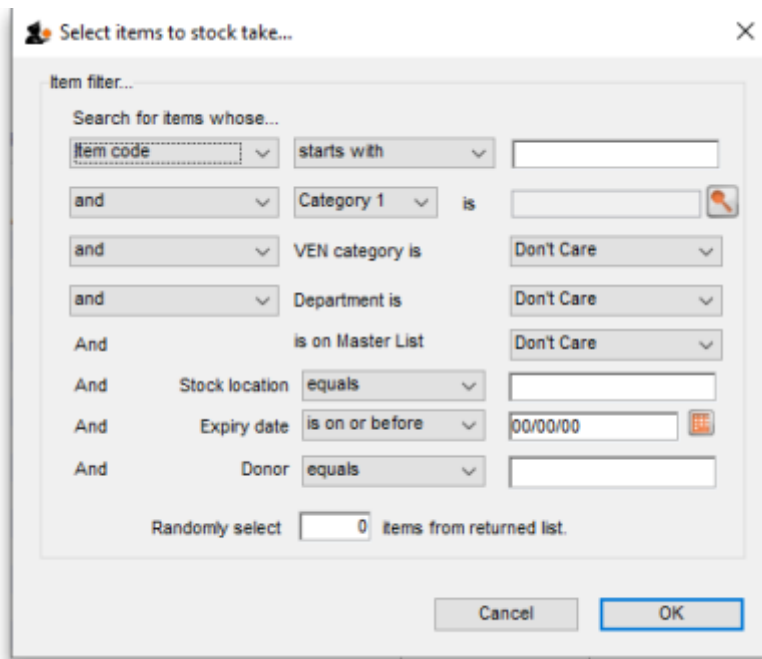 Select items to stock take...
Item filter...
Search for items whose...
Item code starts with
and Category 1 is
and VEN category is Don't Care
and Department is Don't Care
And is on Master List Don't Care
And Stock location equals
And Expiry date is on or before 00/00/00
And Donor equals
Randomly select 0 items from returned list.
Cancel OK